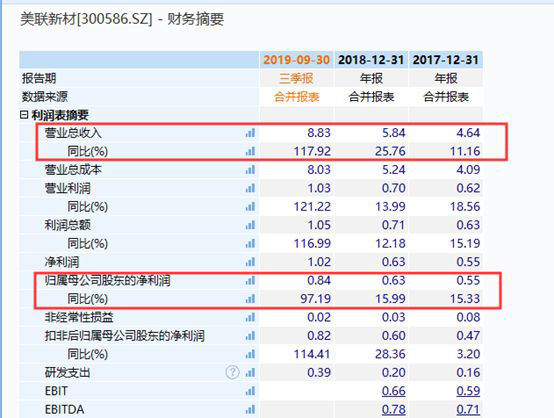 美联新材[300586.SZ] - 财务摘要
2019-09-30 2018-12-31 2017-12-31
报告期 三季报 年报 年报
数据来源 合并报表 合并报表 合并报表
利润表摘要
营业总收入 8.83 5.84 4.64
同比(%) 117.92 25.76 11.16
营业总成本 8.03 5.24 4.09
营业利润 1.03 0.70 0.62
同比(%) 121.22 13.99 18.56
利润总额 1.05 0.71 0.63
同比(%) 116.99 12.18 15.19
净利润 1.02 0.63 0.55
归属母公司股东的净利润 0.84 0.63 0.55
同比(%) 97.19 15.99 15.33
非经常性损益 0.02 0.03 0.08
扣非后归属母公司股东的净利润 0.82 0.60 0.47
同比(%) 114.41 28.36 3.20
研发支出 ? 0.39 0.20 0.16
EBIT 0.66 0.59
EBITDA 0.78 0.71